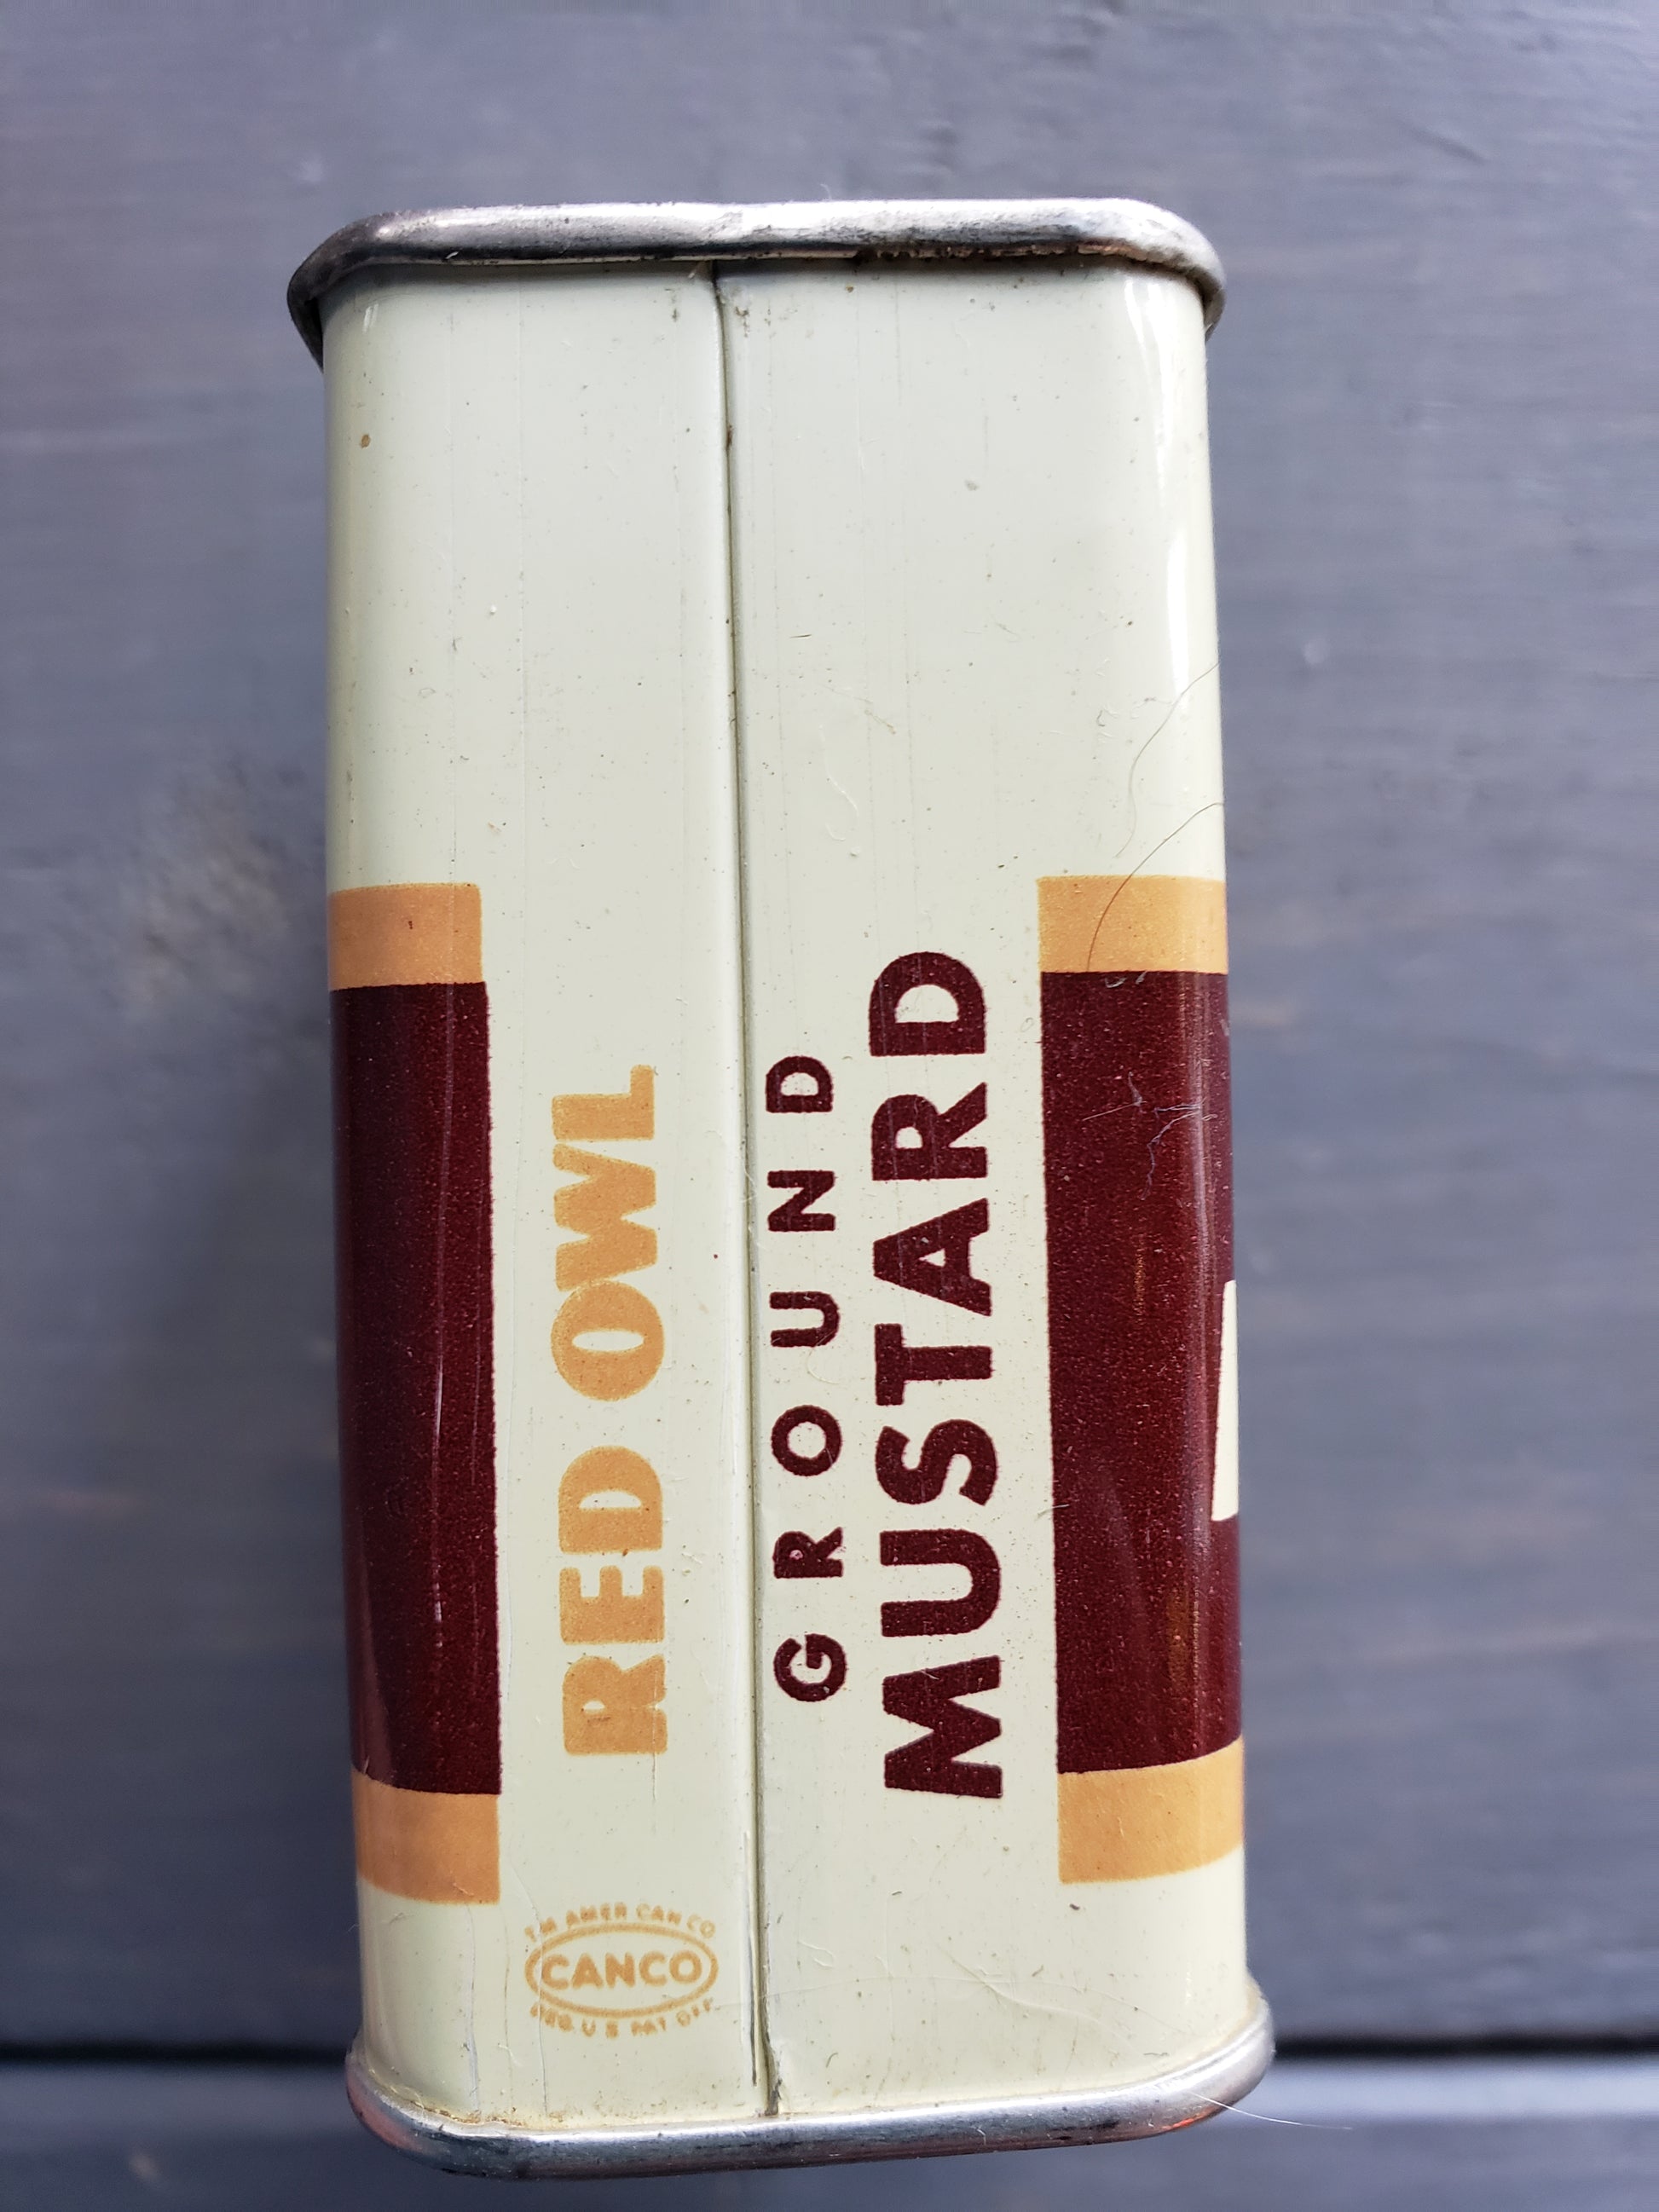 RED OWL
GROUND
MUSTARD
T.M. AMER CAN CO
CANCO
REG. U S PAT OFF